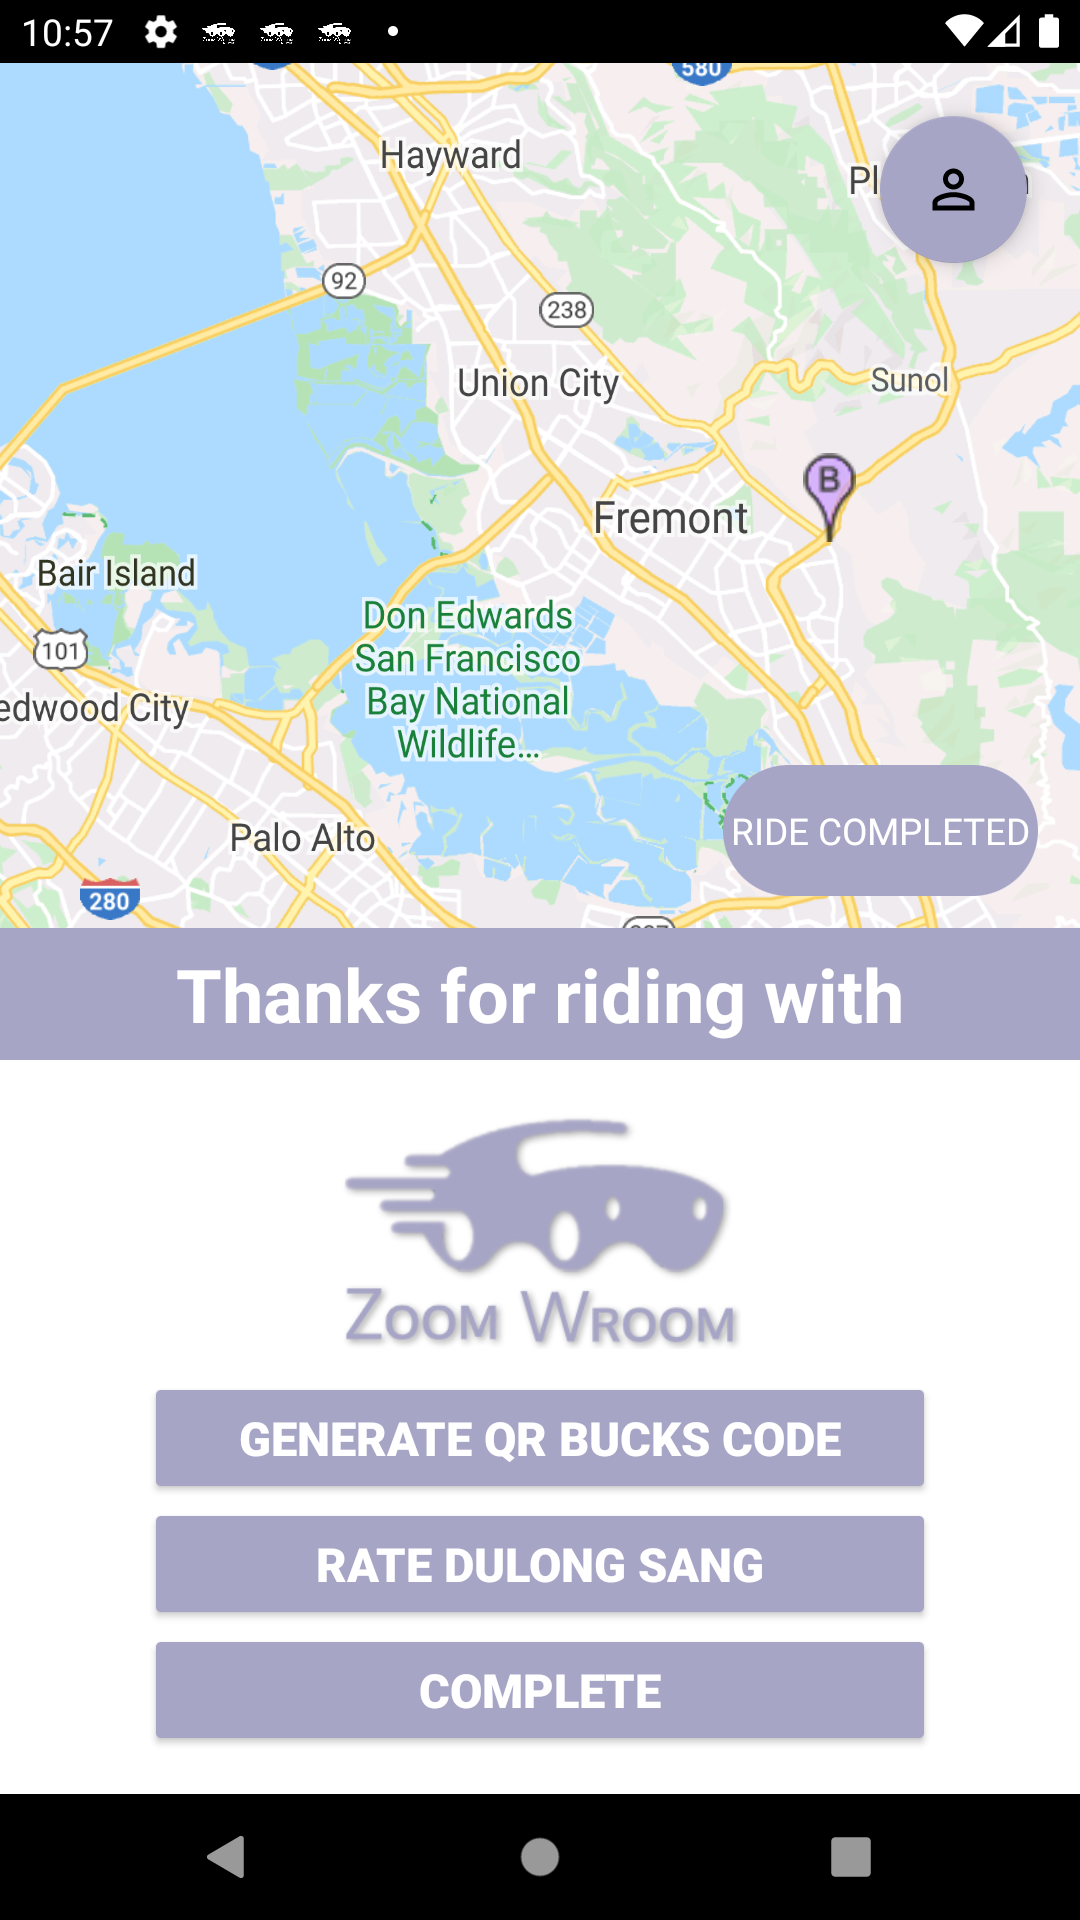 10:57
580
Hayward
Pl
92
238
Union City
Sunol
B
Fremont
Bair Island
Don Edwards
San Francisco
Bay National
Wildlife...
101
edwood City
Palo Alto
RIDE COMPLETED
280
Thanks for riding with
ZOOM WROOM
GENERATE QR BUCKS CODE
RATE DULONG SANG
COMPLETE